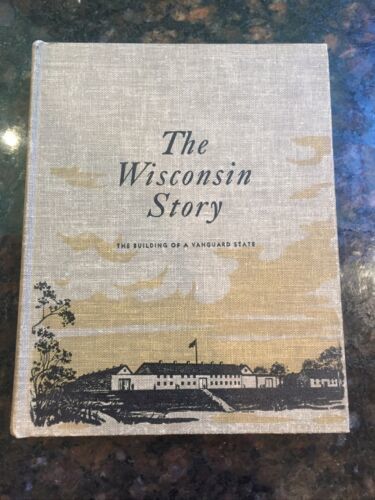 The
Wisconsin
Story
THE BUILDING OF A VANGUARD STATE